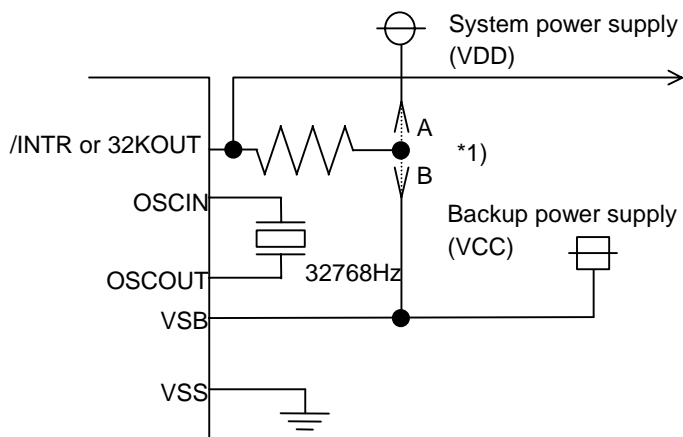 System power supply
(VDD)
A
/INTR or 32KOUT
*1)
B
OSCIN
Backup power supply
(VCC)
OSCOUT
32768Hz
VSB
VSS